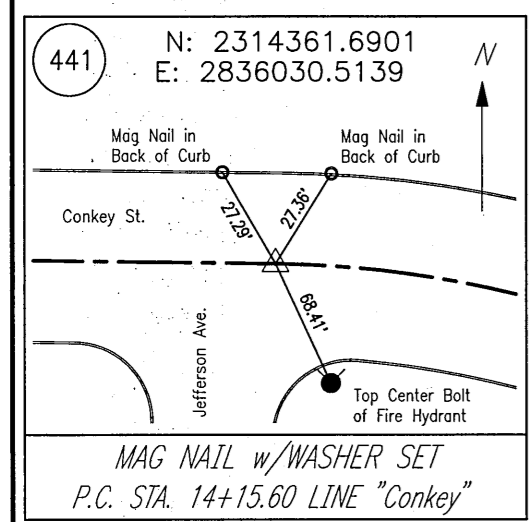 441
N: 2314361.6901
E: 2836030.5139
N
Mag Nail in
Back of Curb
Mag Nail in
Back of Curb
Conkey St.
27.29'
27.36'
68.41'
Jefferson Ave.
Top Center Bolt
of Fire Hydrant
MAG NAIL w/WASHER SET
P.C. STA. 14+15.60 LINE "Conkey"